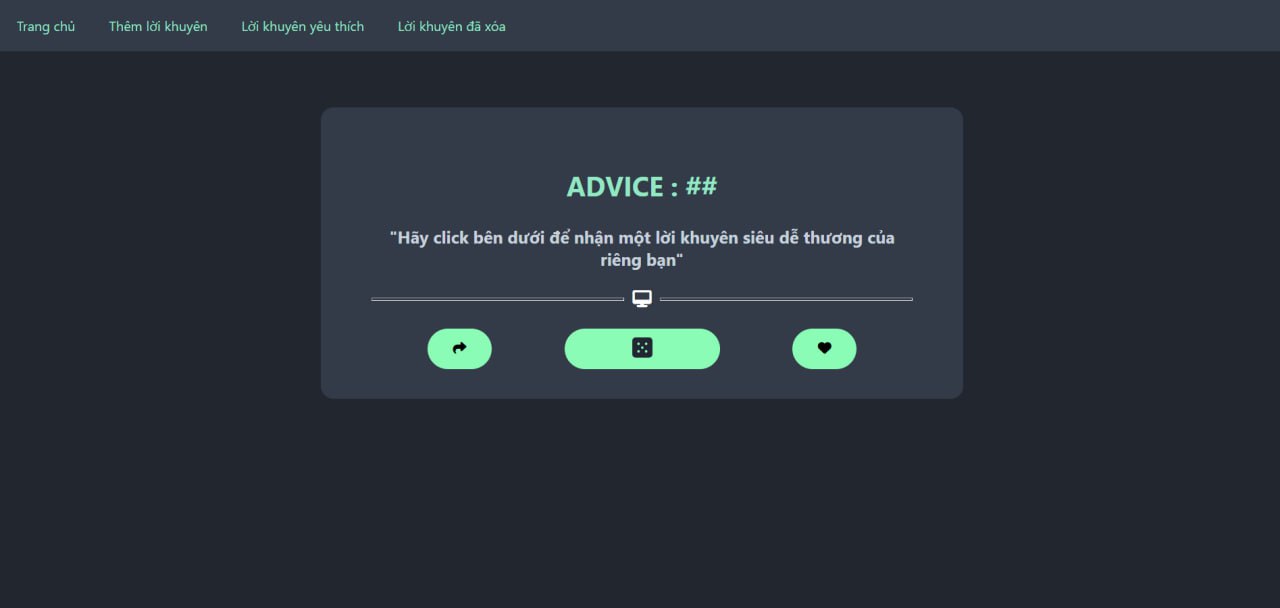 Trang chủ Thêm lời khuyên Lời khuyên yêu thích Lời khuyên đã xóa
ADVICE : ##
"Hãy click bên dưới để nhận một lời khuyên siêu dễ thương của
riêng bạn"